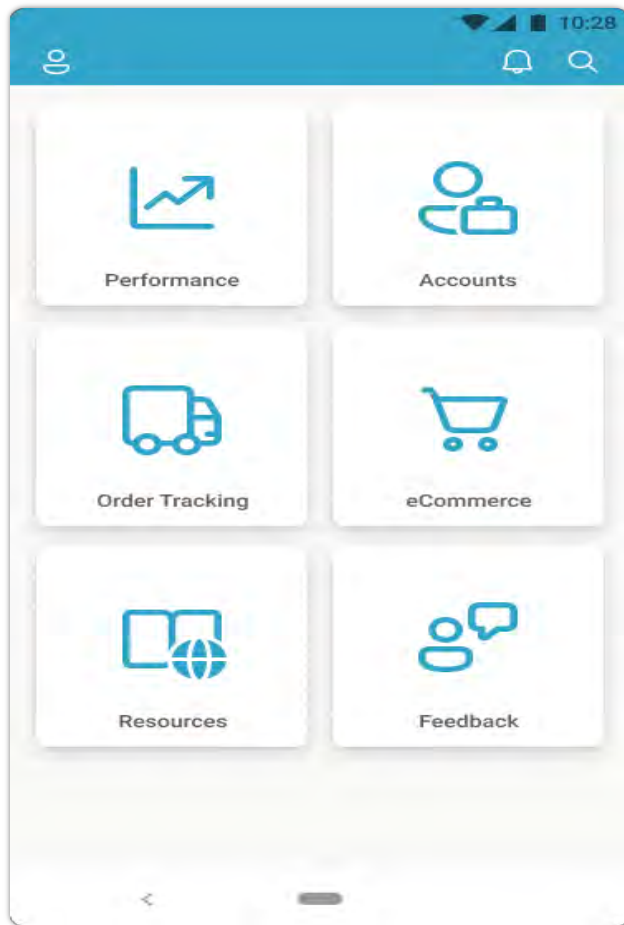 10:28
Performance
Accounts
Order Tracking
eCommerce
Resources
Feedback